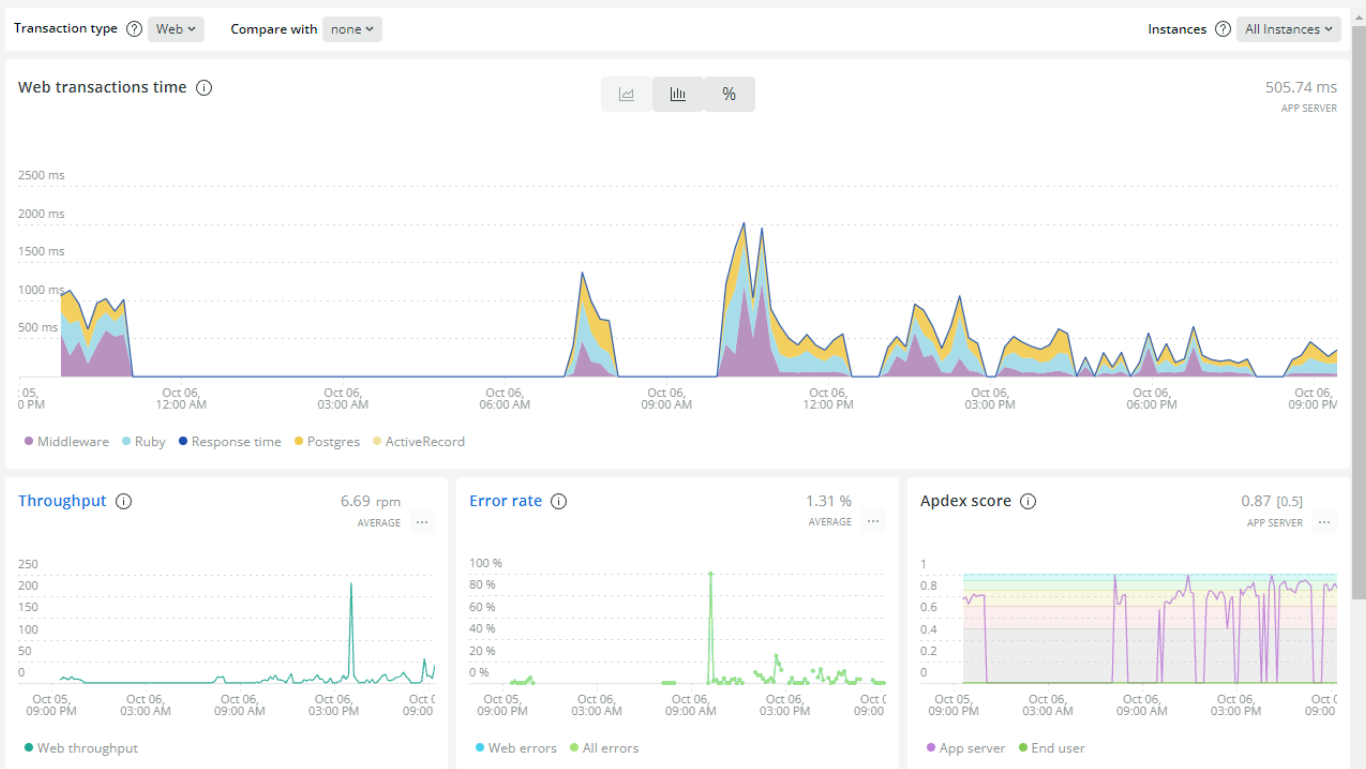 Transaction type ? Web Compare with none Instances ? All Instances
Web transactions time % 505.74 ms
APP SERVER
2500 ms
2000 ms
1500 ms
1000 ms
500 ms
: 05, Oct 06, Oct 06, Oct 06, Oct 06, Oct 06, Oct 06, Oct 06, Oct 06,
0 PM 12:00 AM 03:00 AM 06:00 AM 09:00 AM 12:00 PM 03:00 PM 06:00 PM 09:00 PM
Middleware Ruby Response time Postgres ActiveRecord
Throughput 6.69 rpm
AVERAGE ...
250
200
150
100
50
0
Oct 05, Oct 06, Oct 06, Oct 06, Oct 0
09:00 PM 03:00 AM 09:00 AM 03:00 PM 09:00
Web throughput
Error rate 1.31 %
AVERAGE ...
100 %
80 %
60 %
40 %
20 %
0 %
Oct 05, Oct 06, Oct 06, Oct 06, Oct 0
09:00 PM 03:00 AM 09:00 AM 03:00 PM 09:00
Web errors All errors
Apdex score 0.87 [0.5]
APP SERVER ...
1
0.8
0.6
0.4
0.2
0
Oct 05, Oct 06, Oct 06, Oct 06, Oct 0
09:00 PM 03:00 AM 09:00 AM 03:00 PM 09:00
App server End user